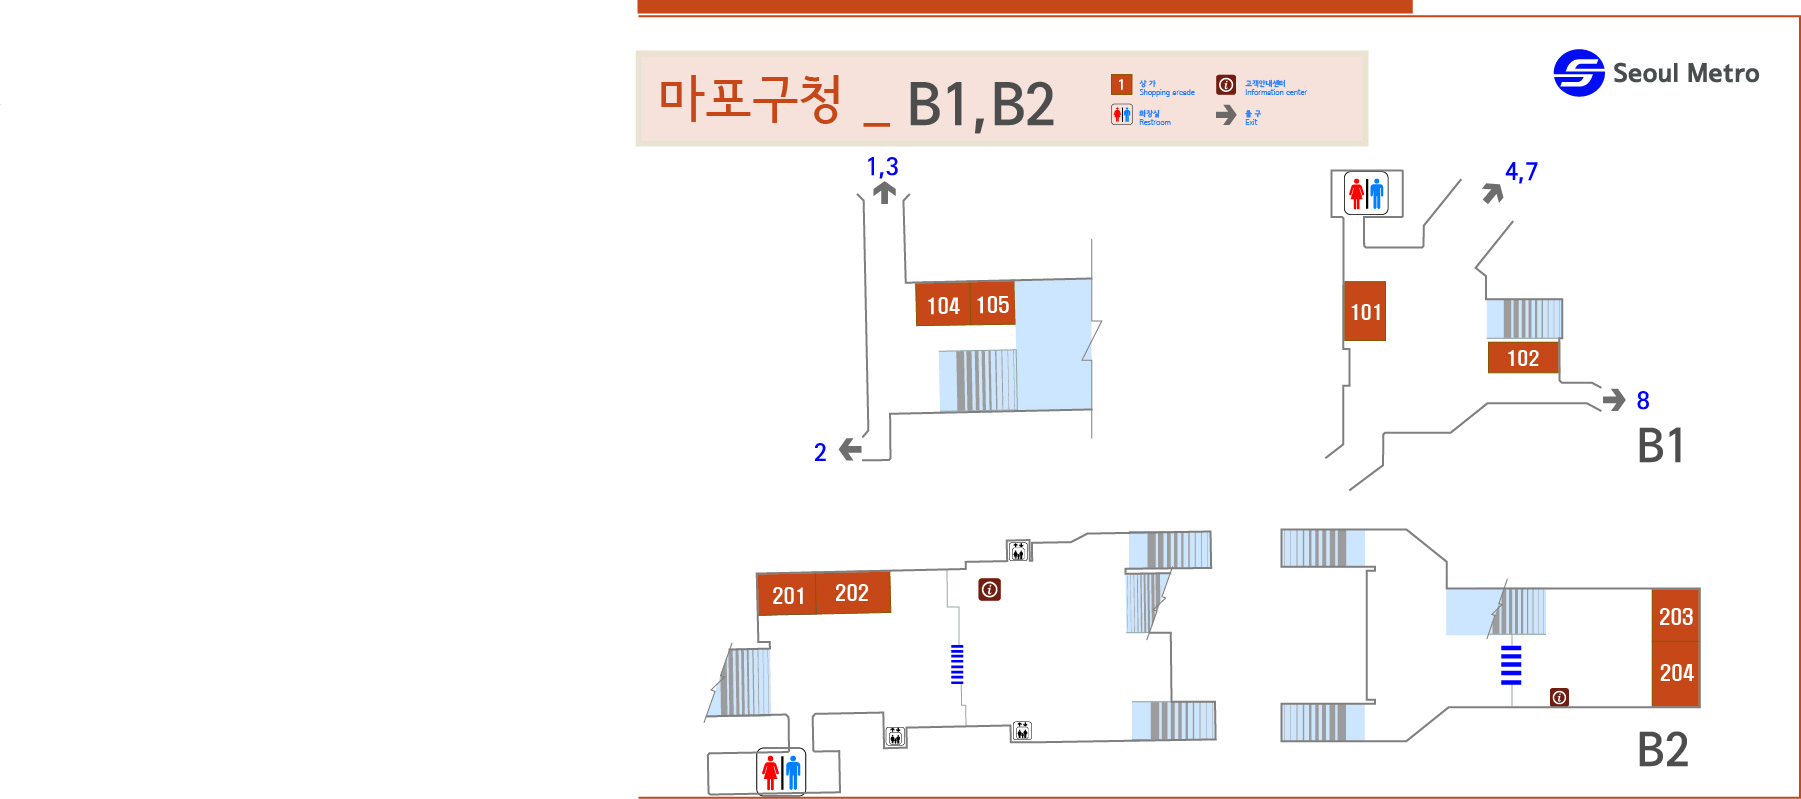 마포구청 _ B1,B2
1 상 가
Shopping arcade
고객안내센터
Information center
화장실
Restroom
출 구
Exit
Seoul Metro
1,3
4,7
104 105
101
102
8
2
B1
201 202
203
204
B2